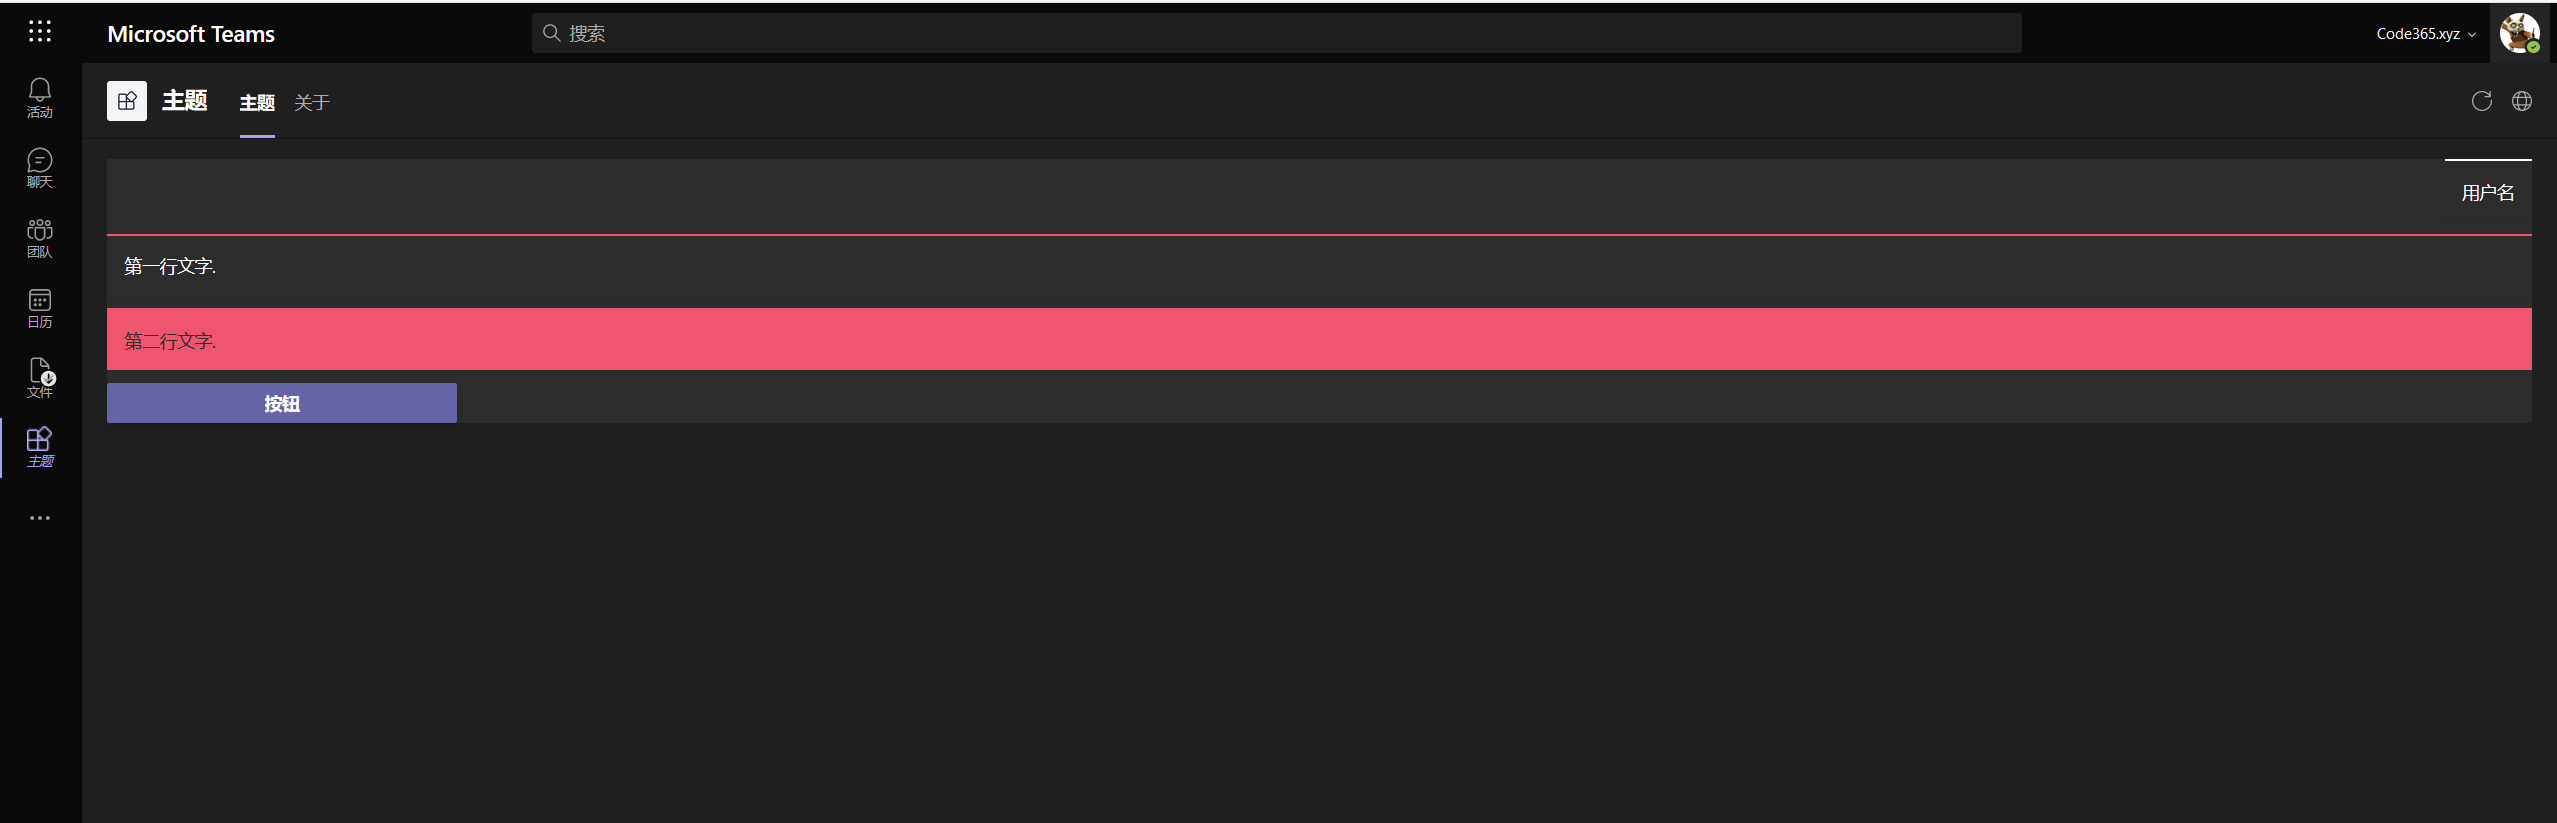 Microsoft Teams
搜索
Code365.xyz
活动
聊天
团队
日历
文件
主题
主题 主题 关于
用户名
第一行文字.
第二行文字.
按钮